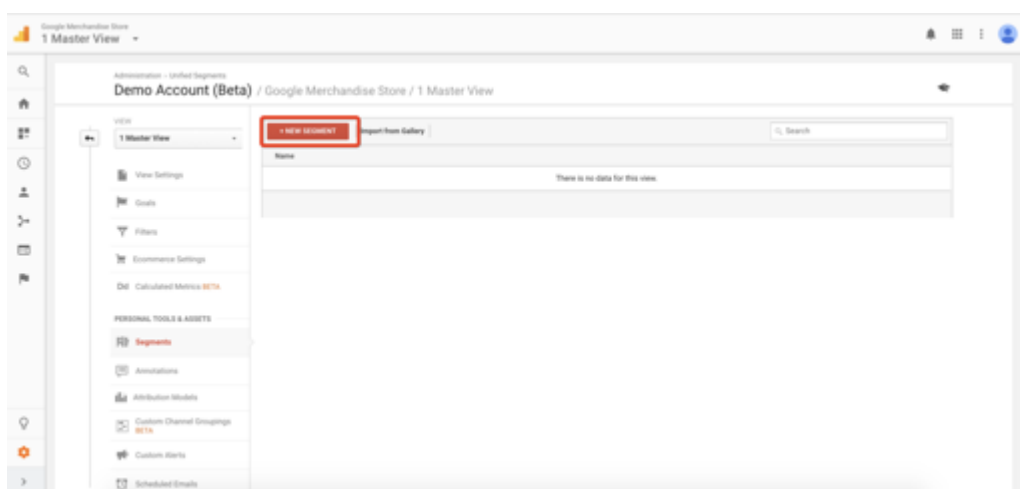 Google Merchandise Store
1 Master View
Administration > Unified Segments
Demo Account (Beta) / Google Merchandise Store / 1 Master View
VIEW
1 Master View
+ NEW SEGMENT
Import from Gallery
Search
Name
There is no data for this view.
View Settings
Goals
Filters
Ecommerce Settings
Dd Calculated Metrics BETA
PERSONAL TOOLS & ASSETS
Segments
Annotations
Attribution Models
Custom Channel Groupings
BETA
Custom Alerts
Scheduled Emails